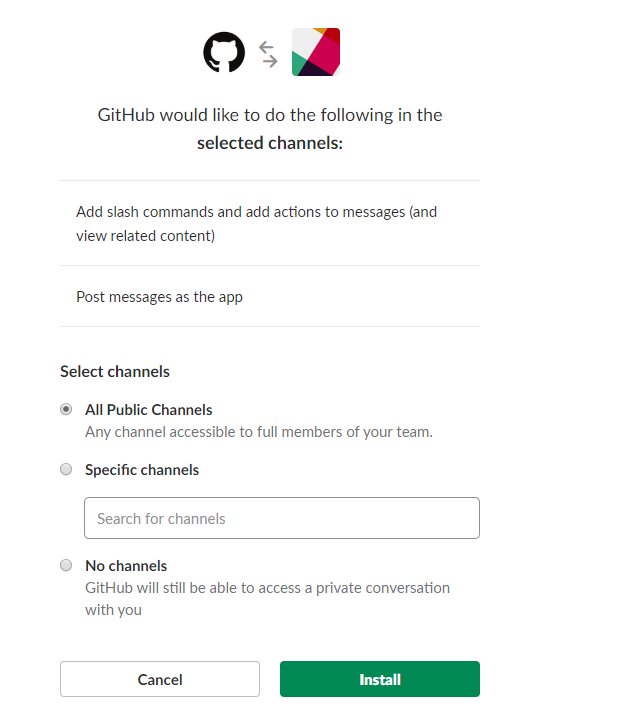 GitHub would like to do the following in the
selected channels:
Add slash commands and add actions to messages (and
view related content)
Post messages as the app
Select channels
All Public Channels
Any channel accessible to full members of your team.
Specific channels
Search for channels
No channels
GitHub will still be able to access a private conversation
with you
Cancel
Install